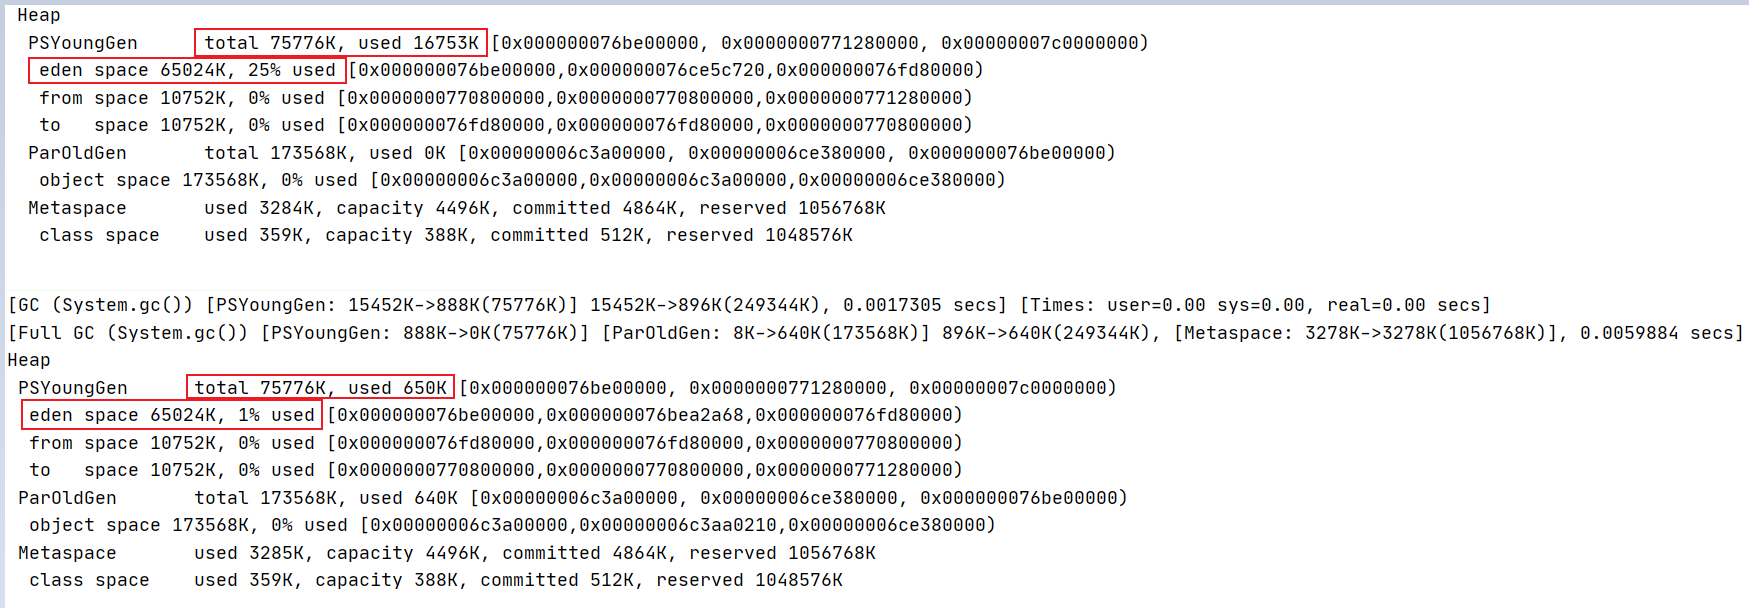 Heap
PSYoungGen total 75776K, used 16753K [0x000000076be00000, 0x0000000771280000, 0x00000007c0000000)
eden space 65024K, 25% used [0x000000076be00000,0x000000076ce5c720,0x000000076fd80000)
from space 10752K, 0% used [0x0000000770800000,0x0000000770800000,0x0000000771280000)
to space 10752K, 0% used [0x000000076fd80000,0x000000076fd80000,0x0000000770800000)
ParOldGen total 173568K, used 0K [0x00000006c3a00000, 0x00000006ce380000, 0x000000076be00000)
object space 173568K, 0% used [0x00000006c3a00000,0x00000006c3a00000,0x00000006ce380000)
Metaspace used 3284K, capacity 4496K, committed 4864K, reserved 1056768K
class space used 359K, capacity 388K, committed 512K, reserved 1048576K
[GC (System.gc()) [PSYoungGen: 15452K->888K(75776K)] 15452K->896K(249344K), 0.0017305 secs] [Times: user=0.00 sys=0.00, real=0.00 secs]
[Full GC (System.gc()) [PSYoungGen: 888K->0K(75776K)] [ParOldGen: 8K->640K(173568K)] 896K->640K(249344K), [Metaspace: 3278K->3278K(1056768K)], 0.0059884 secs]
Heap
PSYoungGen total 75776K, used 650K [0x000000076be00000, 0x0000000771280000, 0x00000007c0000000)
eden space 65024K, 1% used [0x000000076be00000,0x000000076bea2a68,0x000000076fd80000)
from space 10752K, 0% used [0x000000076fd80000,0x000000076fd80000,0x0000000770800000)
to space 10752K, 0% used [0x0000000770800000,0x0000000770800000,0x0000000771280000)
ParOldGen total 173568K, used 640K [0x00000006c3a00000, 0x00000006ce380000, 0x000000076be00000)
object space 173568K, 0% used [0x00000006c3a00000,0x00000006c3aa0210,0x00000006ce380000)
Metaspace used 3285K, capacity 4496K, committed 4864K, reserved 1056768K
class space used 359K, capacity 388K, committed 512K, reserved 1048576K